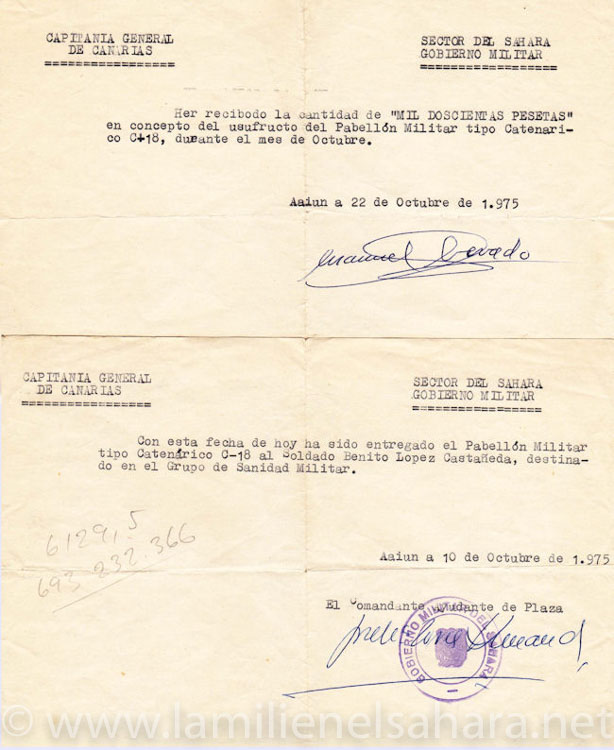 CAPITANIA GENERAL
DE CANARIAS
SECTOR DEL SAHARA
GOBIERNO MILITAR
Her recibodo la cantidad de "MIL DOSCIENTAS PESETAS"
en concepto del usufructo del Pabellón Militar tipo Catenari-
co C-18, durante el mes de Octubre.
Aaiun a 22 de Octubre de 1.975
Manuel
CAPITANIA GENERAL
DE CANARIAS
SECTOR DEL SAHARA
GOBIERNO MILITAR
Con esta fecha de hoy ha sido entregado el Pabellón Militar
tipo Catenárico C-18 al Soldado Benito Lopez Castañeda, destina-
do en el Grupo de Sanidad Militar.
61291,5
693 232.366
Aaiun a 10 de Octubre de 1.975
El Comandante Ayudante de Plaza
GOBIERNO MILITAR DEL SAHARA
© www.lamilienelsahara.net